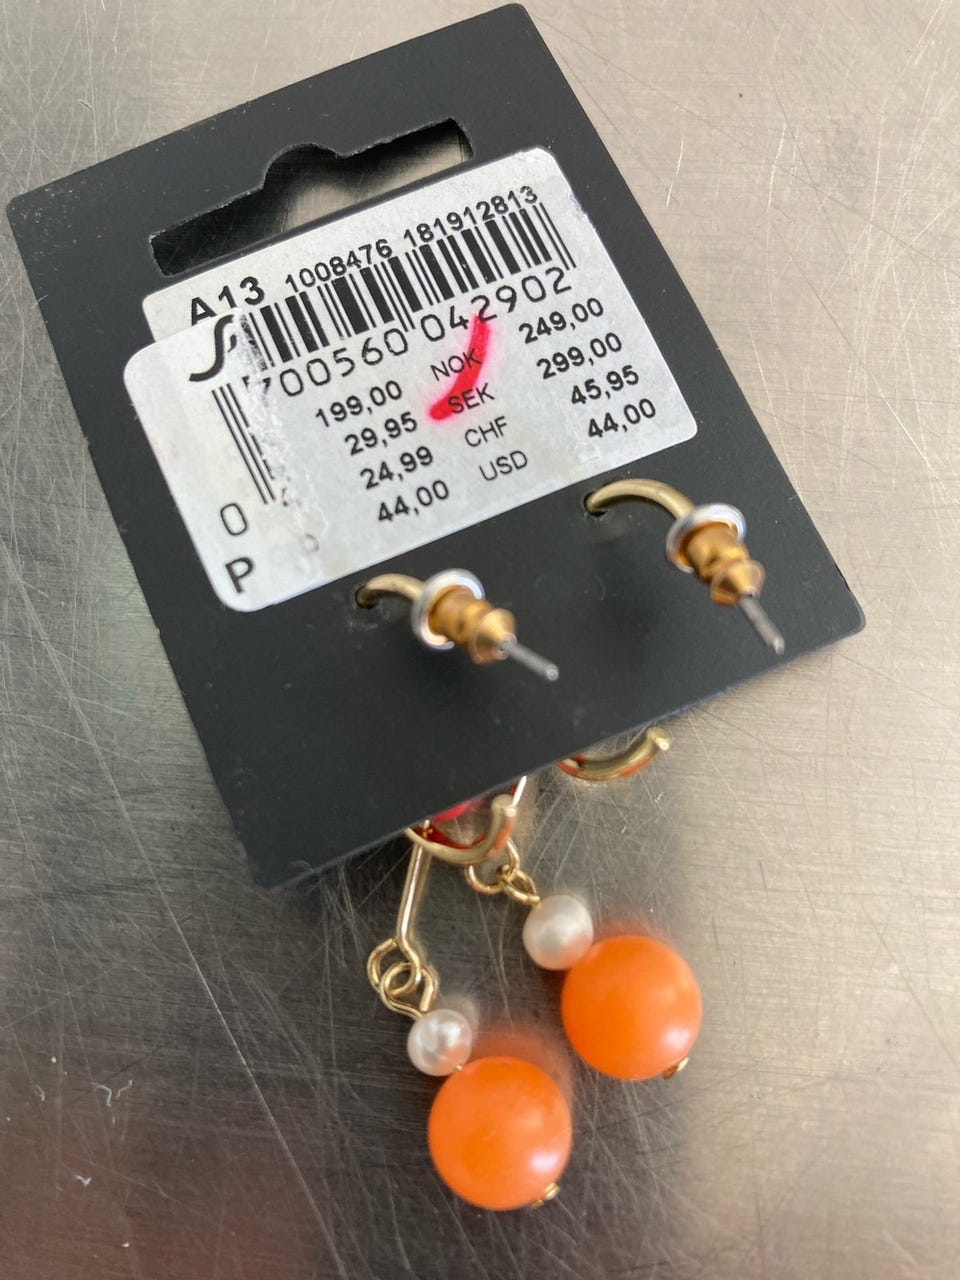 A13 1008476 181912813
700560 042902
199,00 NOK 249,00
29,95 SEK 299,00
24,99 CHF 45,95
44,00 USD 44,00
0
P